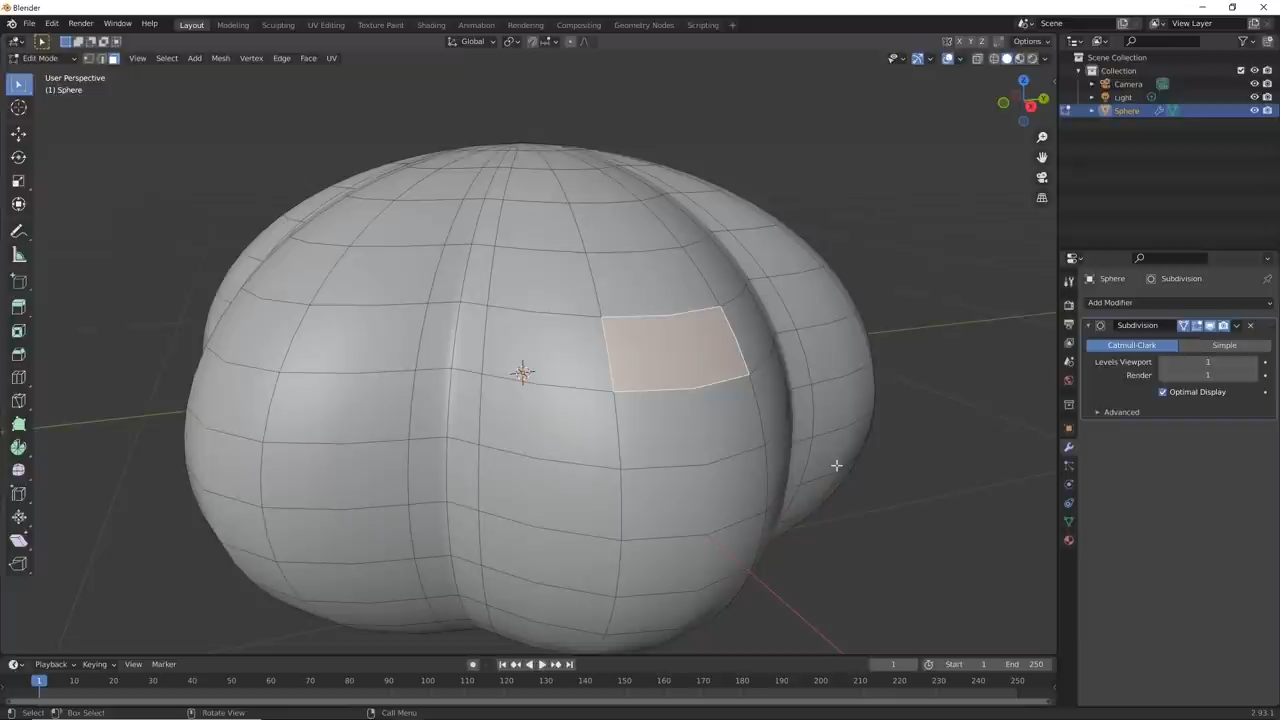 Blender
File Edit Render Window Help Layout Modeling Sculpting UV Editing Texture Paint Shading Animation Rendering Compositing Geometry Nodes Scripting + Scene View Layer
Global X Y Z Options
Edit Mode View Select Add Mesh Vertex Edge Face UV
User Perspective
(1) Sphere
Z
Y
X
Scene Collection
Collection
Camera
Light
Sphere
Sphere Subdivision
Add Modifier
Subdivision
Catmull-Clark Simple
Levels Viewport 1
Render 1
Optimal Display
Advanced
Playback Keying View Marker 1 Start 1 End 250
1 10 20 30 40 50 60 70 80 90 100 110 120 130 140 150 160 170 180 190 200 210 220 230 240 250
Select Box Select Rotate View Call Menu 2.93.1